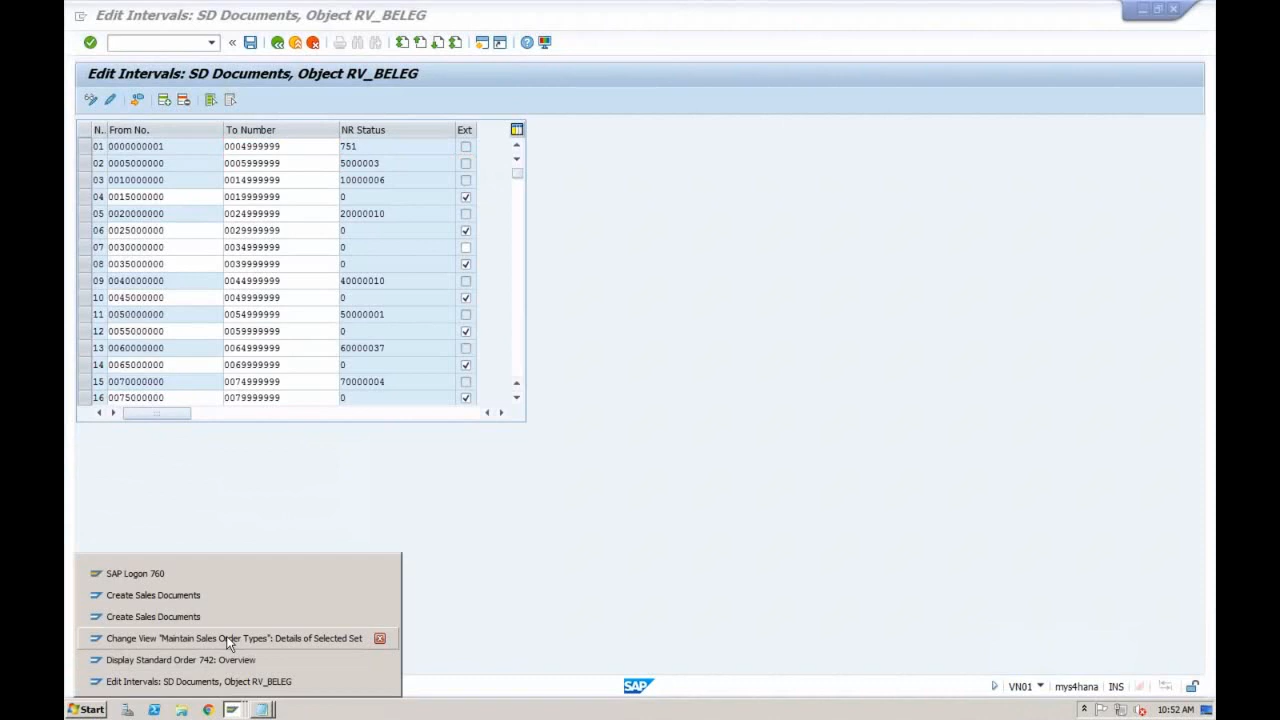 Edit Intervals: SD Documents, Object RV_BELEG
Edit Intervals: SD Documents, Object RV_BELEG
N.. From No. To Number NR Status Ext
01 0000000001 0004999999 751
02 0005000000 0005999999 5000003
03 0010000000 0014999999 10000006
04 0015000000 0019999999 0
05 0020000000 0024999999 20000010
06 0025000000 0029999999 0
07 0030000000 0034999999 0
08 0035000000 0039999999 0
09 0040000000 0044999999 40000010
10 0045000000 0049999999 0
11 0050000000 0054999999 50000001
12 0055000000 0059999999 0
13 0060000000 0064999999 60000037
14 0065000000 0069999999 0
15 0070000000 0074999999 70000004
16 0075000000 0079999999 0
SAP Logon 760
Create Sales Documents
Create Sales Documents
Change View "Maintain Sales Order Types": Details of Selected Set
Display Standard Order 742: Overview
Edit Intervals: SD Documents, Object RV_BELEG
SAP VN01 mys4hana INS
Start 10:52 AM